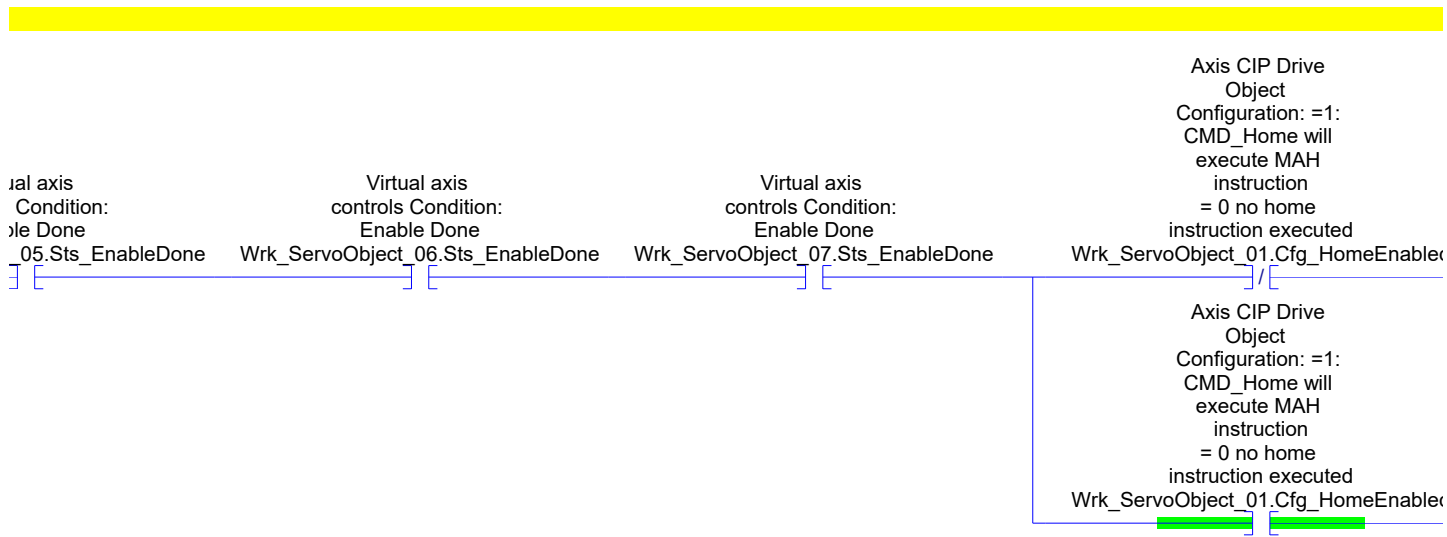 ual axis
Condition:
ble Done
_05.Sts_EnableDone
Virtual axis
controls Condition:
Enable Done
Wrk_ServoObject_06.Sts_EnableDone
Virtual axis
controls Condition:
Enable Done
Wrk_ServoObject_07.Sts_EnableDone
Axis CIP Drive
Object
Configuration: =1:
CMD_Home will
execute MAH
instruction
= 0 no home
instruction executed
Wrk_ServoObject_01.Cfg_HomeEnabled
Axis CIP Drive
Object
Configuration: =1:
CMD_Home will
execute MAH
instruction
= 0 no home
instruction executed
Wrk_ServoObject_01.Cfg_HomeEnabled